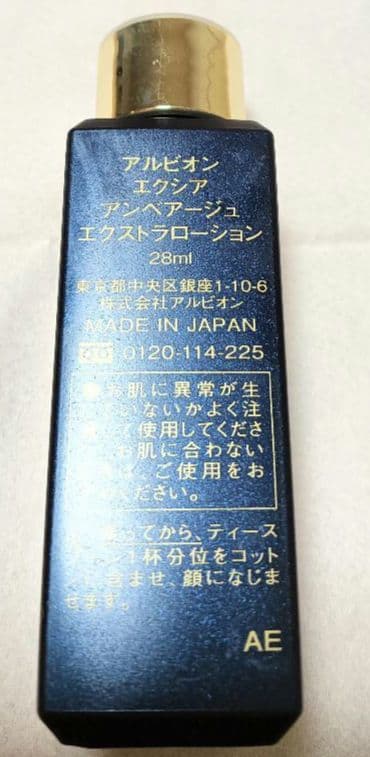 アルビオン
エクシア
アンベアージュ
エクストラローション
28ml
東京都中央区銀座1-10-6
株式会社アルビオン
MADE IN JAPAN
0120-114-225
お肌に異常が生
ていないかよく注
して使用してくださ
お肌に合わない
は、ご使用をお
ください。
ってから、ティース
1杯分位をコット
に含ませ、顔になじま
せます。
AE